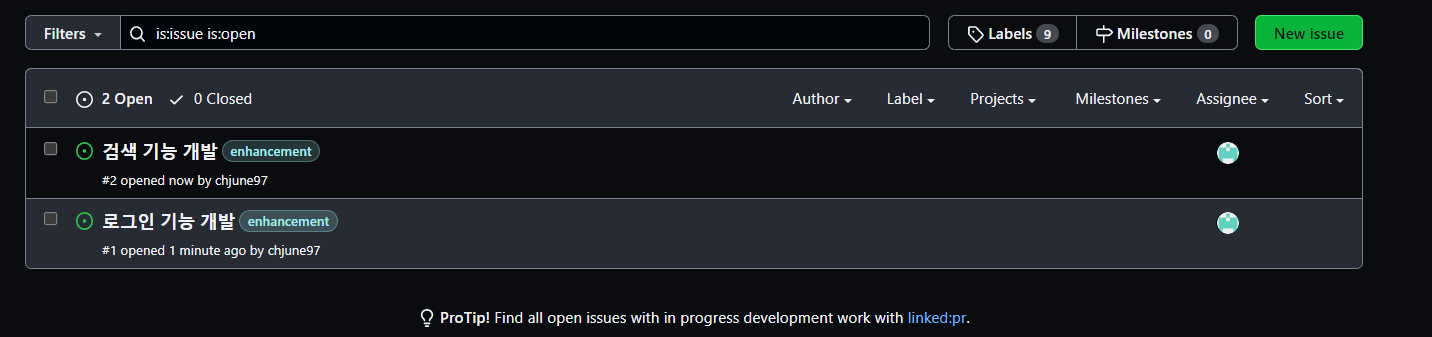 Filters is:issue is:open Labels 9 Milestones 0 New issue
2 Open 0 Closed Author Label Projects Milestones Assignee Sort
검색 기능 개발 enhancement
#2 opened now by chjune97
로그인 기능 개발 enhancement
#1 opened 1 minute ago by chjune97
ProTip! Find all open issues with in progress development work with linked:pr.